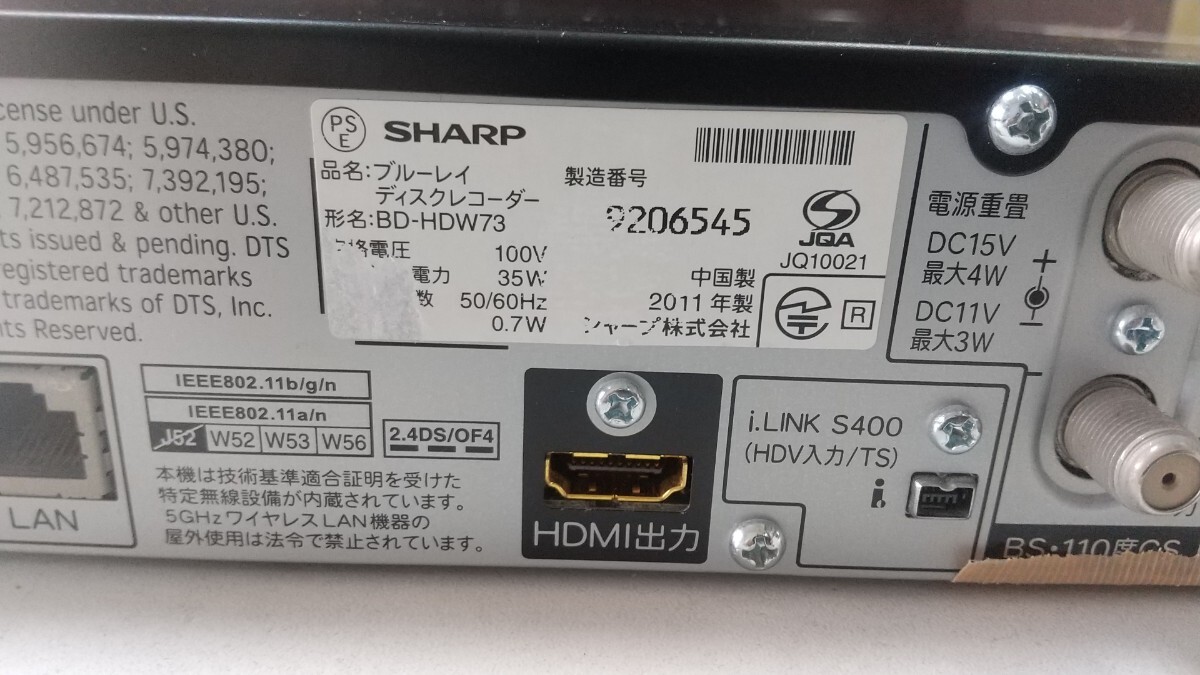 cense under U.S.
5,956,674; 5,974,380;
6,487,535; 7,392,195;
7,212,872 & other U.S.
ts issued & pending. DTS
registered trademarks
trademarks of DTS, Inc.
nts Reserved.
PS
E
SHARP
品名:ブルーレイ
ディスクレコーダー
形名:BD-HDW73
格電圧 100V
電力 35W
数 50/60Hz
0.7W
製造番号
9206545
中国製
2011年製
シャープ株式会社
JQA
JQ10021
R
電源重畳
DC15V
最大4W
DC11V
最大3W
+
−
LAN
IEEE802.11b/g/n
IEEE802.11a/n
J52 W52 W53 W56
2.4DS/OF4
本機は技術基準適合証明を受けた
特定無線設備が内蔵されています。
5GHzワイヤレスLAN機器の
屋外使用は法令で禁止されています。
HDMI出力
i.LINK S400
(HDV入力/TS)
i
力
BS・110度CS